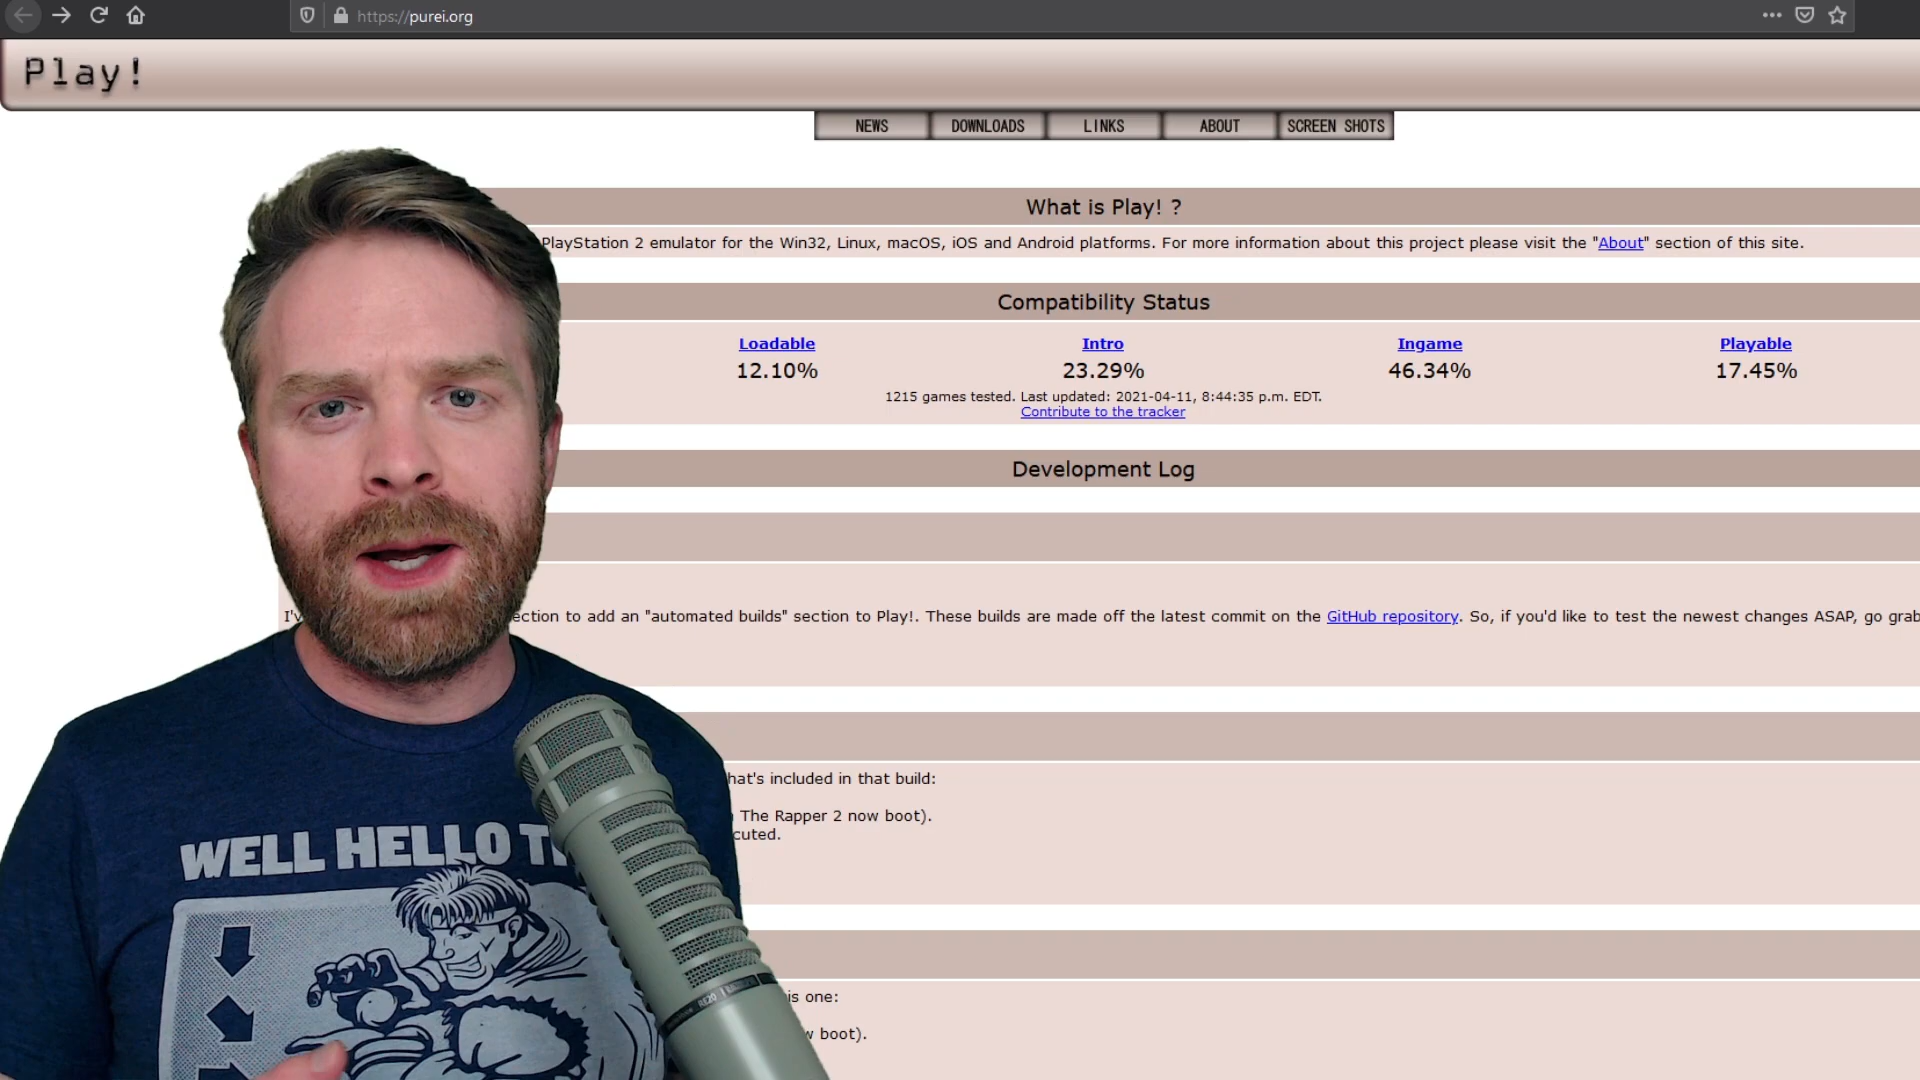 https://purei.org
Play!
NEWS DOWNLOADS LINKS ABOUT SCREEN SHOTS
What is Play! ?
PlayStation 2 emulator for the Win32, Linux, macOS, iOS and Android platforms. For more information about this project please visit the "About" section of this site.
Compatibility Status
Loadable Intro Ingame Playable
12.10% 23.29% 46.34% 17.45%
1215 games tested. Last updated: 2021-04-11, 8:44:35 p.m. EDT.
Contribute to the tracker
Development Log
to add an "automated builds" section to Play!. These builds are made off the latest commit on the GitHub repository. So, if you'd like to test the newest changes ASAP, go grab
what's included in that build:
The Rapper 2 now boot).
is one:
boot).
WELL HELLO
RE20